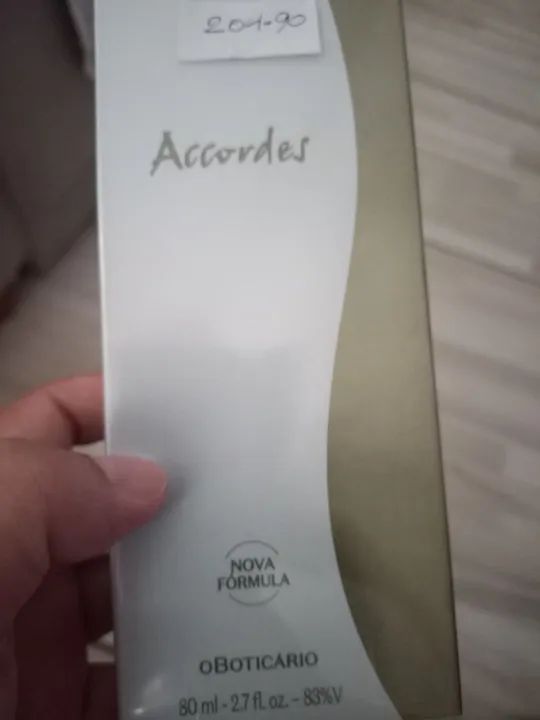 201-90
Accordes
NOVA
FÓRMULA
oBOTICÁRIO
80 ml - 2.7 fl. oz. - 83%V